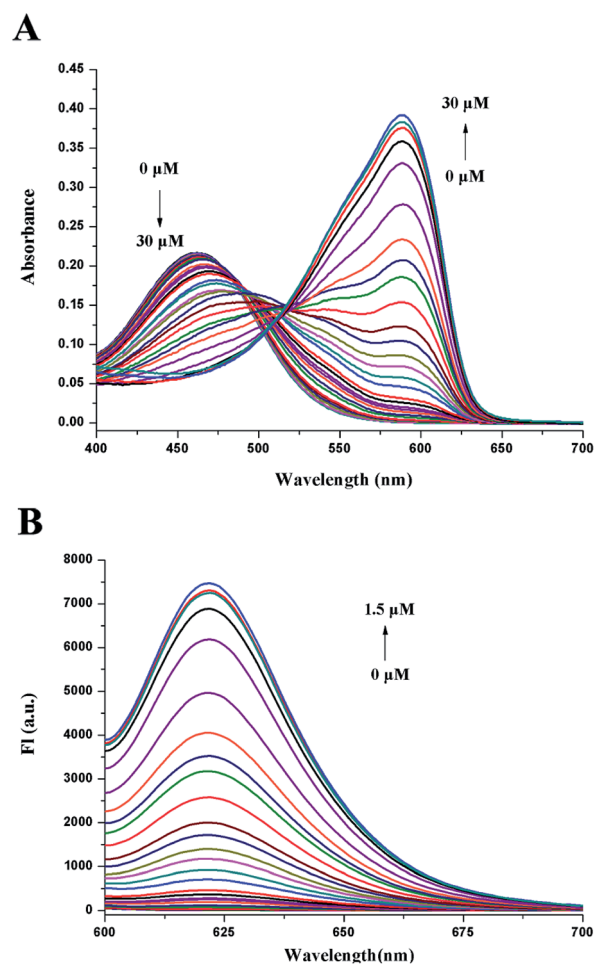 A
0.45
0.40
0.35
0.30
0.25
0.20
0.15
0.10
0.05
0.00
Absorbance
0 µM
30 µM
30 µM
0 µM
400 450 500 550 600 650 700
Wavelength (nm)
B
8000
7000
6000
5000
4000
3000
2000
1000
0
FI (a.u.)
1.5 µM
0 µM
600 625 650 675 700
Wavelength(nm)